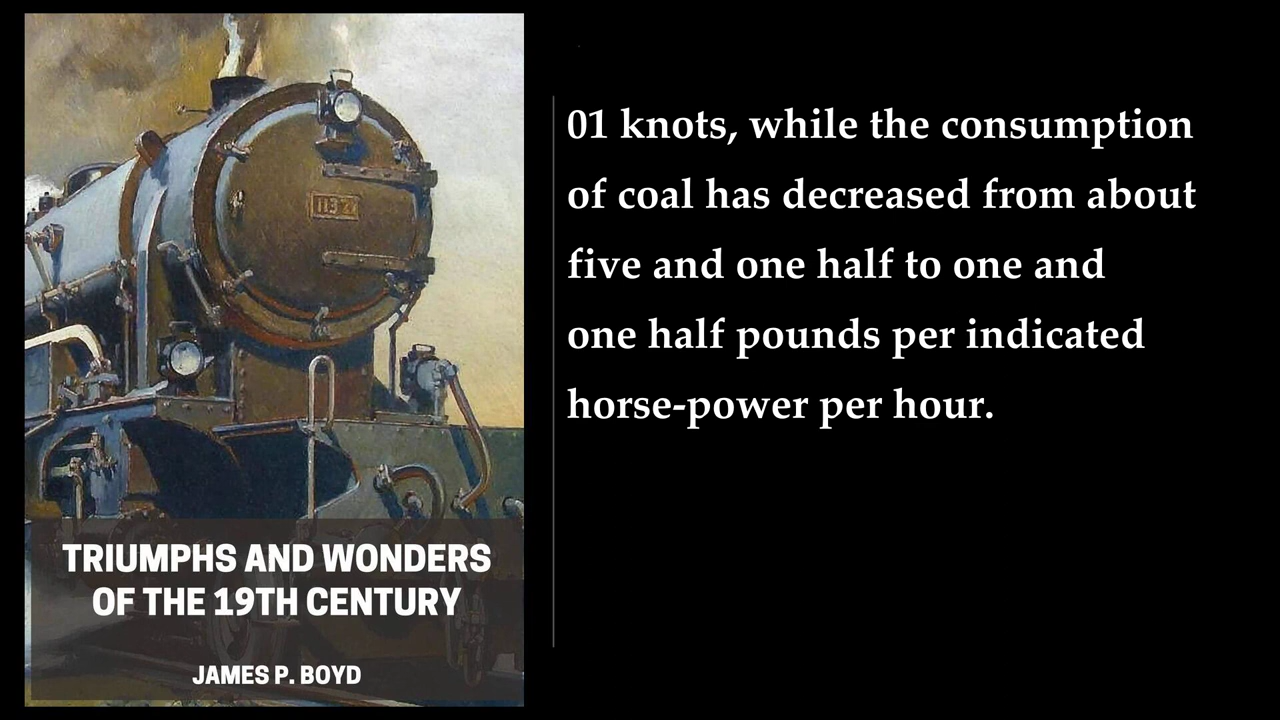 01 knots, while the consumption
of coal has decreased from about
five and one half to one and
one half pounds per indicated
horse-power per hour.
TRIUMPHS AND WONDERS
OF THE 19TH CENTURY
JAMES P. BOYD